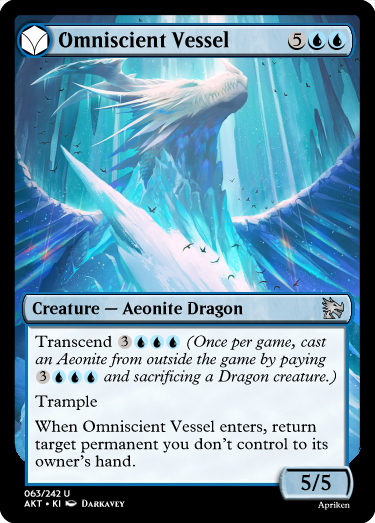 Omniscient Vessel 5
Creature — Aeonite Dragon
Transcend 3 (Once per game, cast
an Aeonite from outside the game by paying
3 and sacrificing a Dragon creature.)
Trample
When Omniscient Vessel enters, return
target permanent you don't control to its
owner's hand.
5/5
063/242 U
AKT • KI Darkavey
Apriken